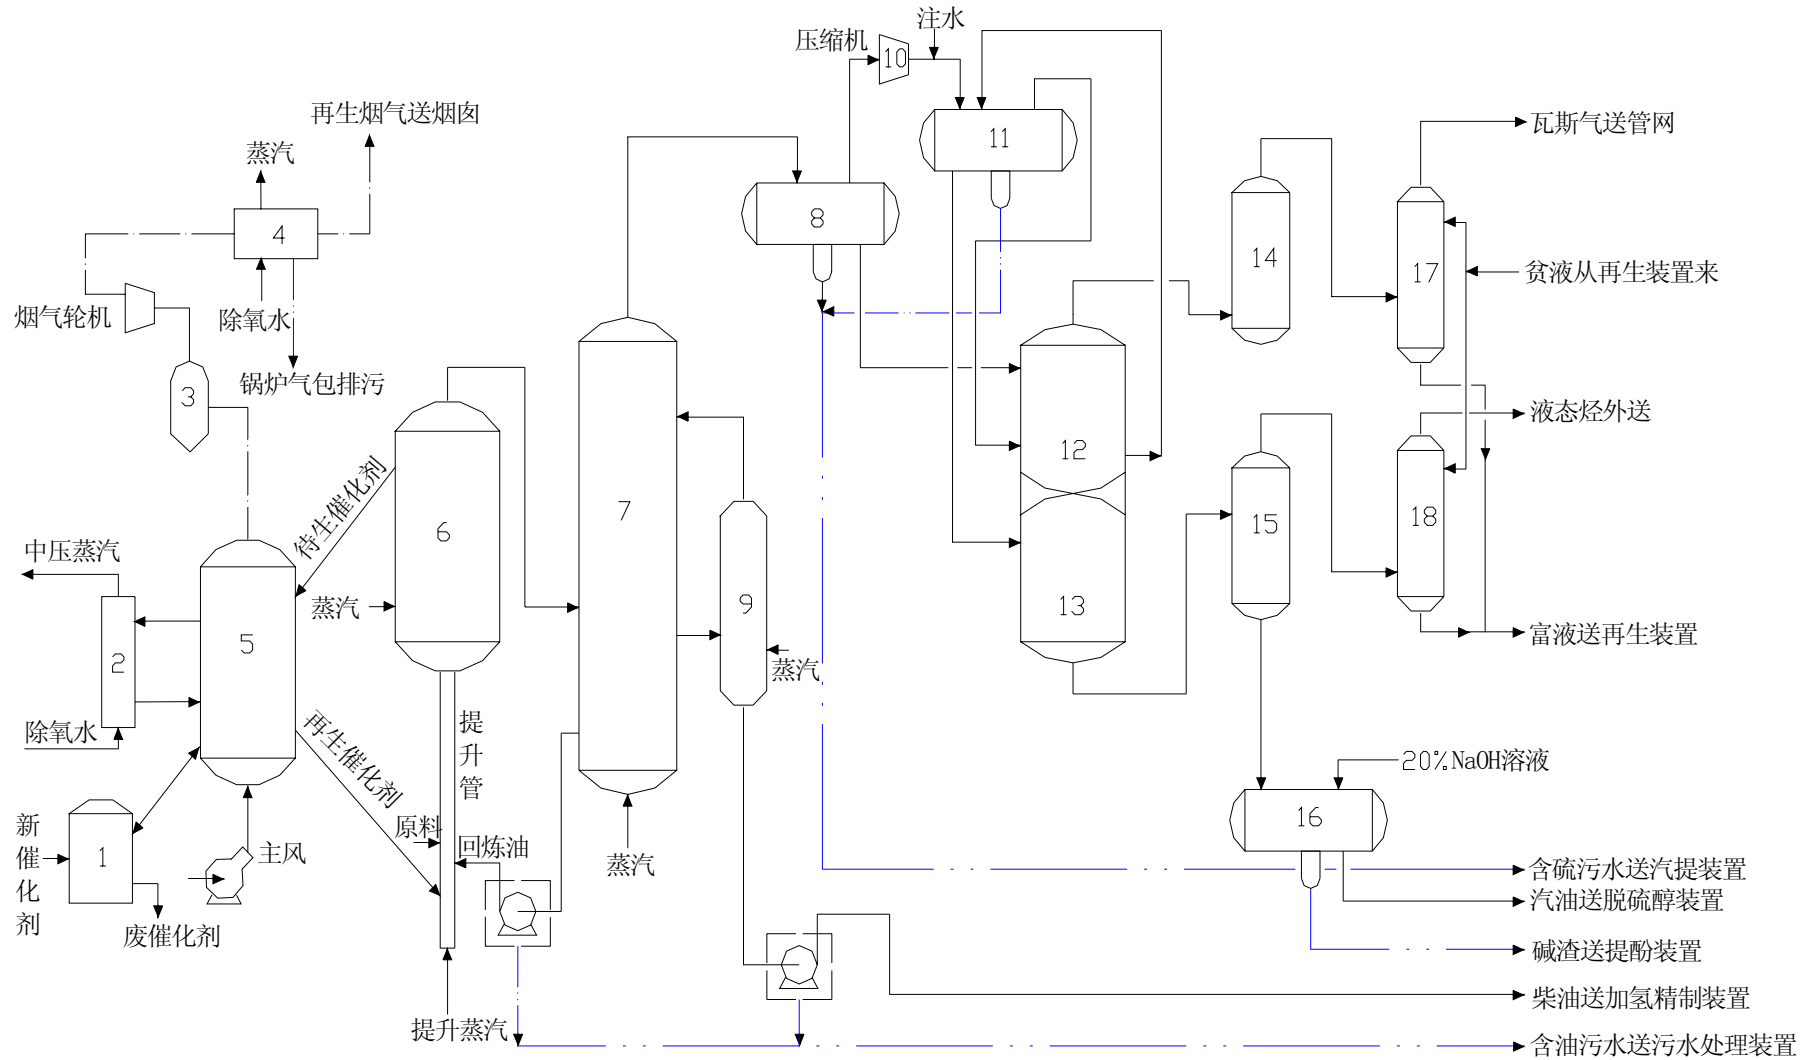 注水
压缩机
10
再生烟气送烟囱
蒸汽
11
瓦斯气送管网
8
4
14
17
贫液从再生装置来
烟气轮机
除氧水
锅炉气包排污
3
液态烃外送
12
待生催化剂
7
6
15
18
中压蒸汽
蒸汽
9
13
5
2
富液送再生装置
蒸汽
除氧水
再生催化剂
提
升
管
20%NaOH溶液
16
新
催
化
剂
1
主风
原料
回炼油
蒸汽
含硫污水送汽提装置
汽油送脱硫醇装置
废催化剂
碱渣送提酚装置
柴油送加氢精制装置
提升蒸汽
含油污水送污水处理装置